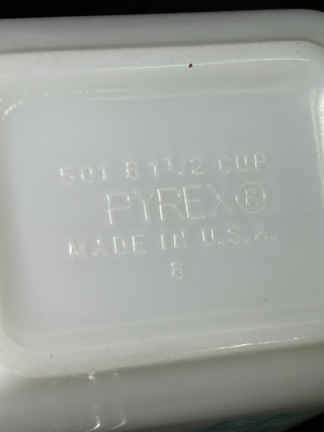 501 B 1 1/2 CUP
PYREX®
MADE IN U.S.A.
8